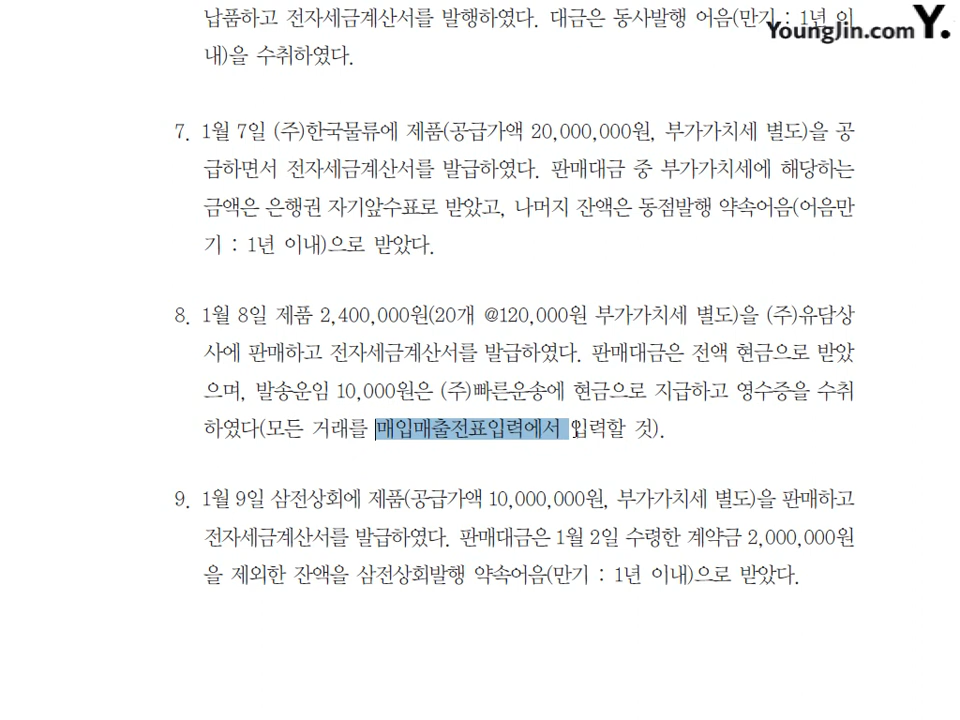 납품하고 전자세금계산서를 발행하였다. 대금은 동사발행 어음(만기 : 1년 이
YoungJin.com Y.
내)을 수취하였다.
7. 1월 7일 (주)한국물류에 제품(공급가액 20,000,000원, 부가가치세 별도)을 공
급하면서 전자세금계산서를 발급하였다. 판매대금 중 부가가치세에 해당하는
금액은 은행권 자기앞수표로 받았고, 나머지 잔액은 동점발행 약속어음(어음만
기 : 1년 이내)으로 받았다.
8. 1월 8일 제품 2,400,000원(20개 @120,000원 부가가치세 별도)을 (주)유담상
사에 판매하고 전자세금계산서를 발급하였다. 판매대금은 전액 현금으로 받았
으며, 발송운임 10,000원은 (주)빠른운송에 현금으로 지급하고 영수증을 수취
하였다(모든 거래를 매입매출전표입력에서 입력할 것).
9. 1월 9일 삼전상회에 제품(공급가액 10,000,000원, 부가가치세 별도)을 판매하고
전자세금계산서를 발급하였다. 판매대금은 1월 2일 수령한 계약금 2,000,000원
을 제외한 잔액을 삼전상회발행 약속어음(만기 : 1년 이내)으로 받았다.